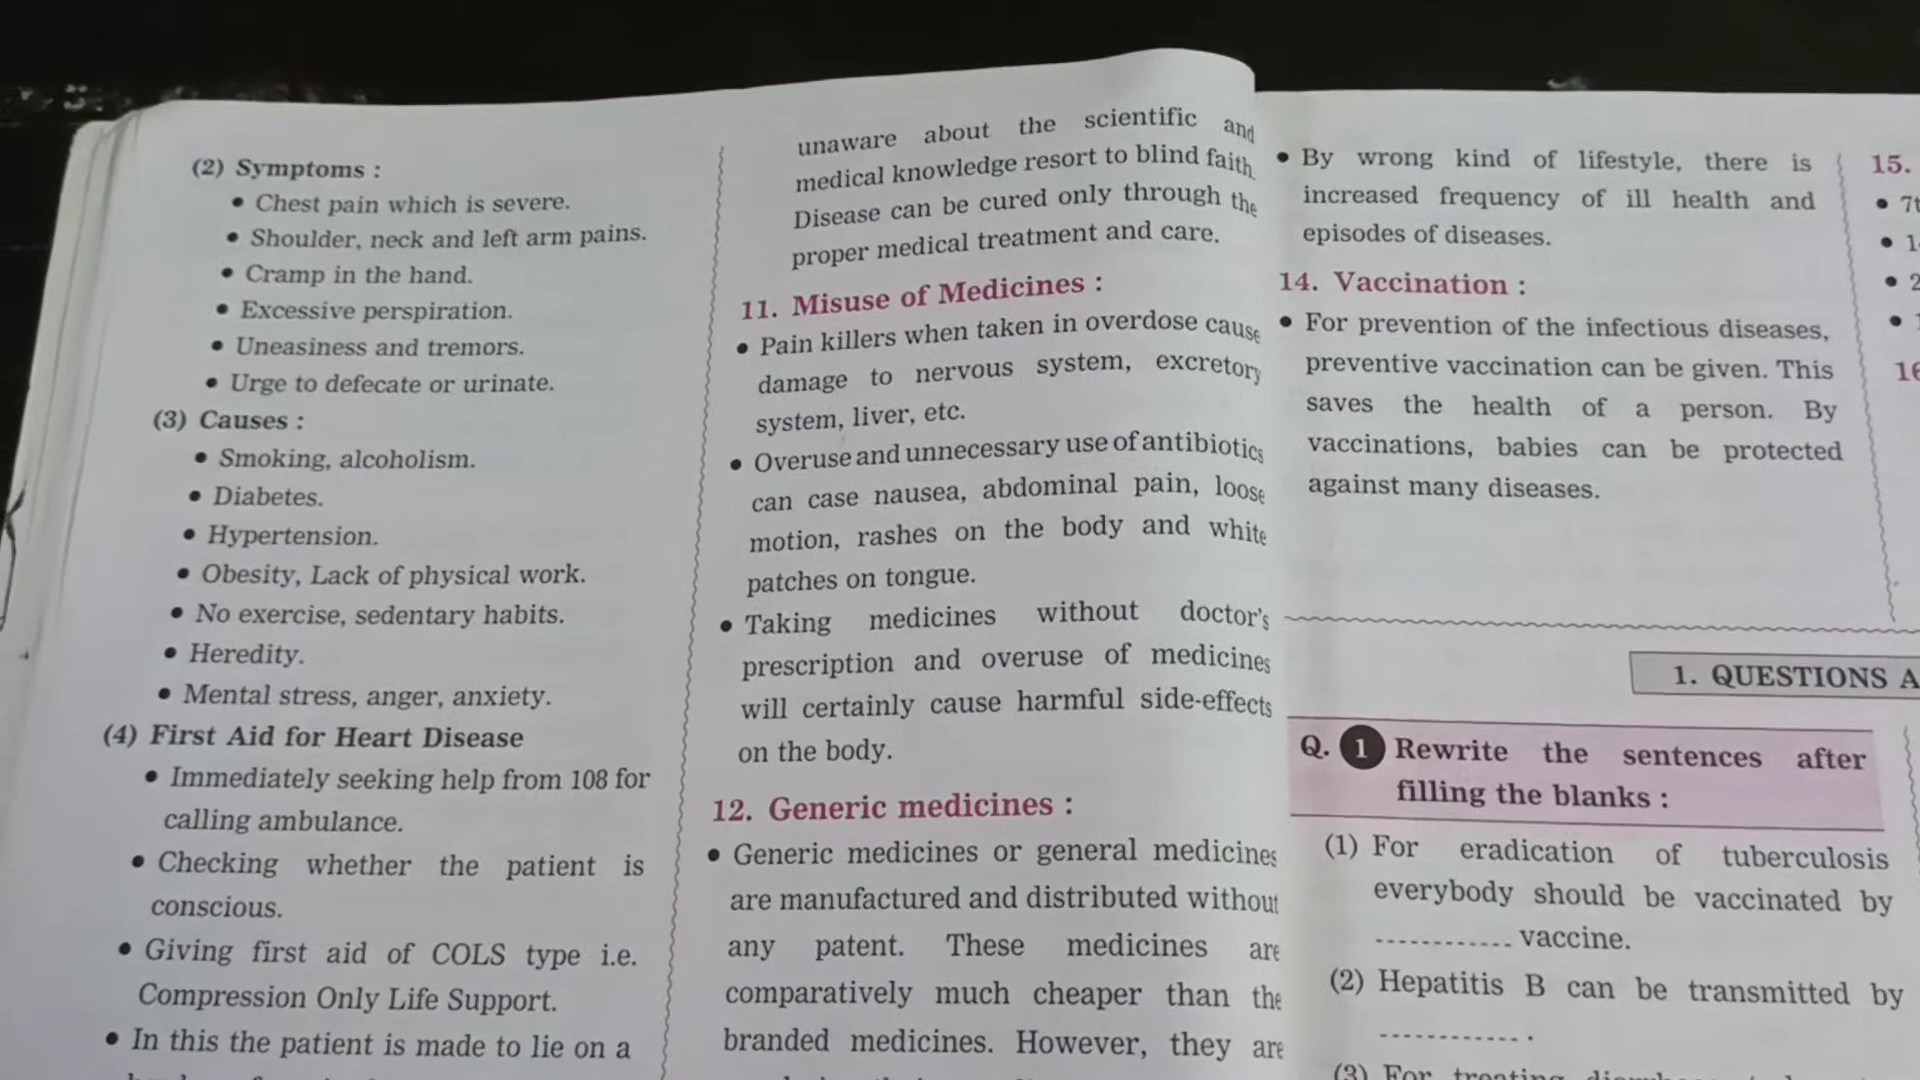 (2) Symptoms :
• Chest pain which is severe.
• Shoulder, neck and left arm pains.
• Cramp in the hand.
• Excessive perspiration.
• Uneasiness and tremors.
• Urge to defecate or urinate.
(3) Causes :
• Smoking, alcoholism.
• Diabetes.
• Hypertension.
• Obesity, Lack of physical work.
• No exercise, sedentary habits.
• Heredity.
• Mental stress, anger, anxiety.
(4) First Aid for Heart Disease
• Immediately seeking help from 108 for
calling ambulance.
• Checking whether the patient is
conscious.
• Giving first aid of COLS type i.e.
Compression Only Life Support.
• In this the patient is made to lie on a
unaware about the scientific and
medical knowledge resort to blind faith
Disease can be cured only through the
proper medical treatment and care.
11. Misuse of Medicines :
• Pain killers when taken in overdose cause
damage to nervous system, excretory
system, liver, etc.
• Overuse and unnecessary use of antibiotics
can case nausea, abdominal pain, loose
motion, rashes on the body and white
patches on tongue.
• Taking medicines without doctor's
prescription and overuse of medicines
will certainly cause harmful side-effects
on the body.
12. Generic medicines :
• Generic medicines or general medicines
are manufactured and distributed without
any patent. These medicines are
comparatively much cheaper than the
branded medicines. However, they are
• By wrong kind of lifestyle, there is
increased frequency of ill health and
episodes of diseases.
14. Vaccination :
• For prevention of the infectious diseases,
preventive vaccination can be given. This
saves the health of a person. By
vaccinations, babies can be protected
against many diseases.
15.
• 7t
1. QUESTIONS A
Q. 1 Rewrite the sentences after
filling the blanks :
(1) For eradication of tuberculosis
everybody should be vaccinated by
............ vaccine.
(2) Hepatitis B can be transmitted by
............ .
(3) For treating